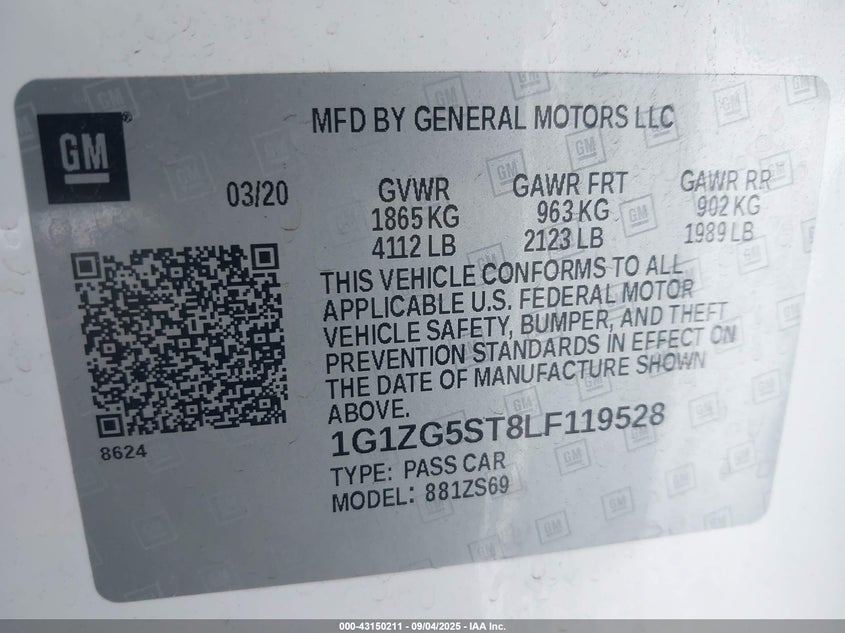 GM®
MFD BY GENERAL MOTORS LLC
03/20
GVWR
1865 KG
4112 LB
GAWR FRT
963 KG
2123 LB
GAWR RR
902 KG
1989 LB
THIS VEHICLE CONFORMS TO ALL
APPLICABLE U.S. FEDERAL MOTOR
VEHICLE SAFETY, BUMPER, AND THEFT
PREVENTION STANDARDS IN EFFECT ON
THE DATE OF MANUFACTURE SHOWN
ABOVE.
8624
1G1ZG5ST8LF119528
TYPE: PASS CAR
MODEL: 881ZS69
000-43150211 - 09/04/2025 - IAA Inc.